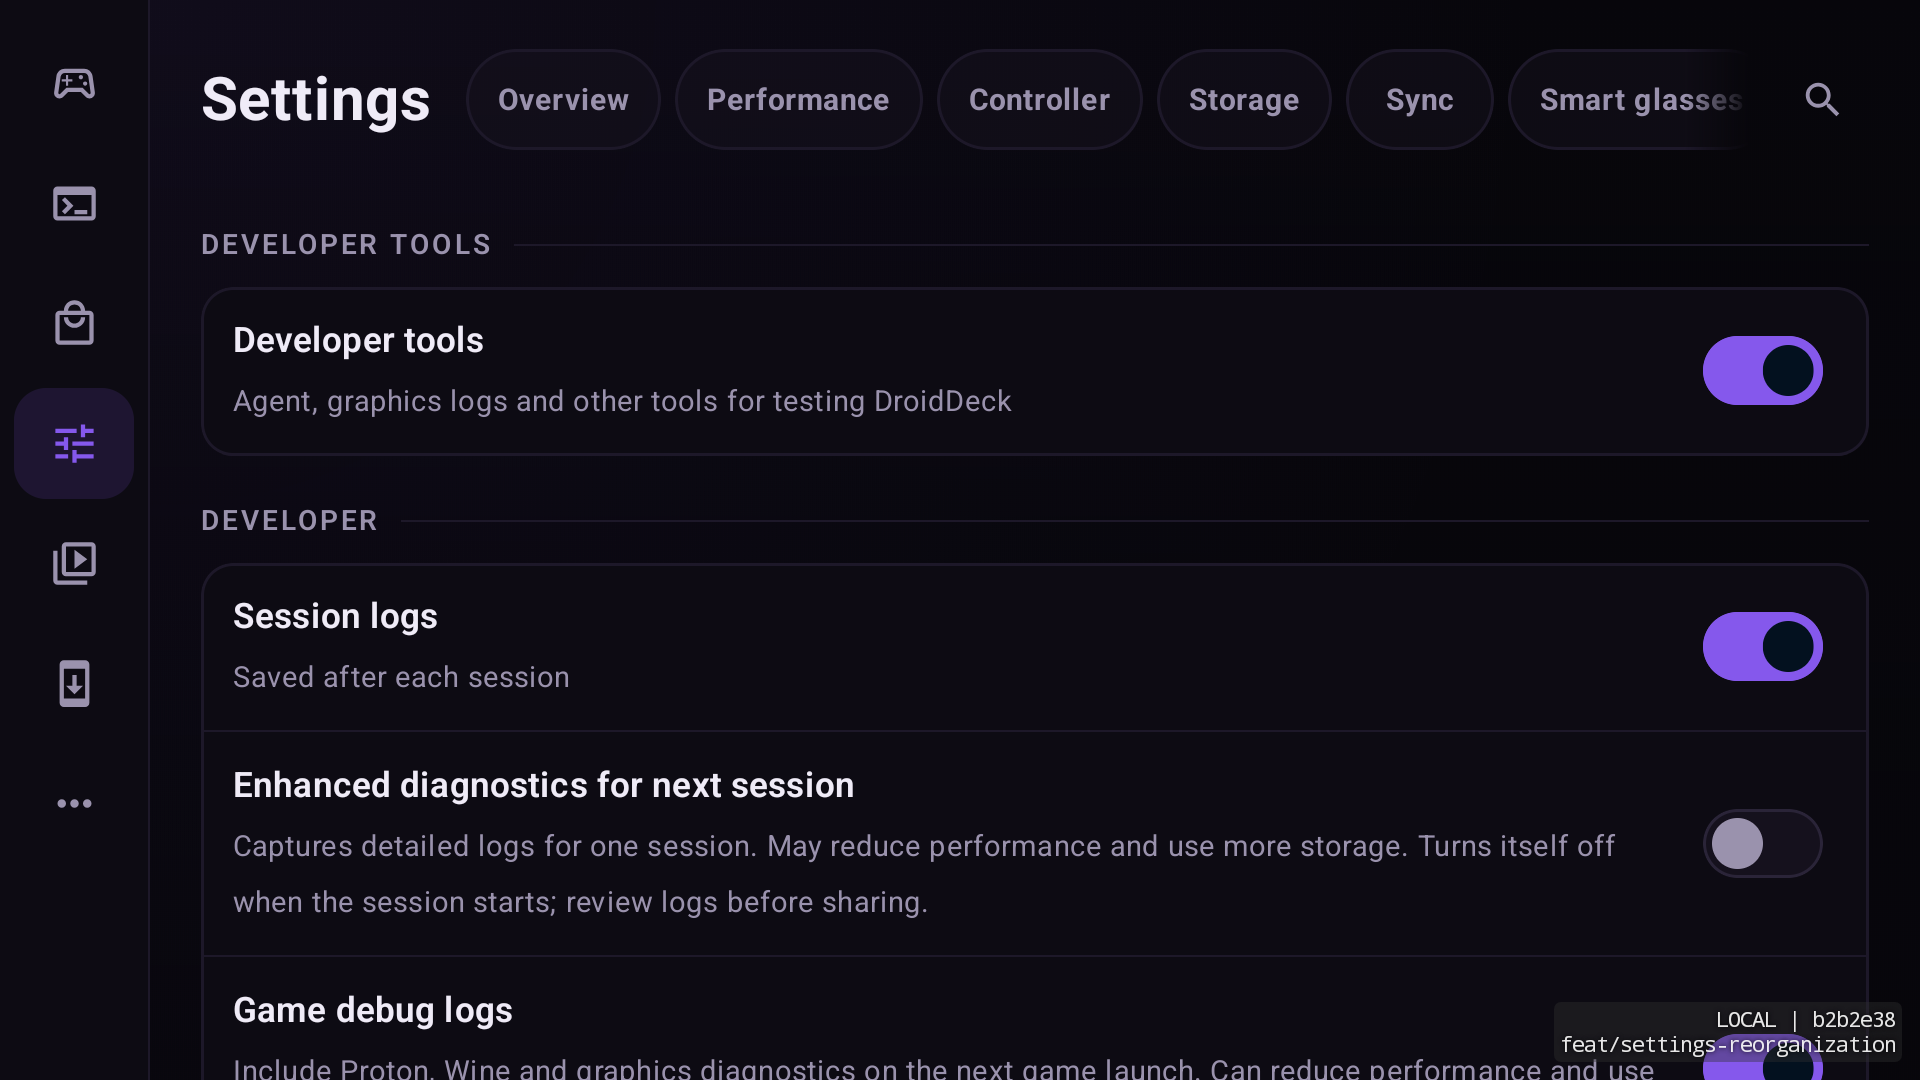 Settings
Overview
Performance
Controller
Storage
Sync
Smart glasses
DEVELOPER TOOLS
Developer tools
Agent, graphics logs and other tools for testing DroidDeck
DEVELOPER
Session logs
Saved after each session
Enhanced diagnostics for next session
Captures detailed logs for one session. May reduce performance and use more storage. Turns itself off
when the session starts; review logs before sharing.
Game debug logs
Include Proton, Wine and graphics diagnostics on the next game launch. Can reduce performance and use
LOCAL | b2b2e38
feat/settings-reorganization